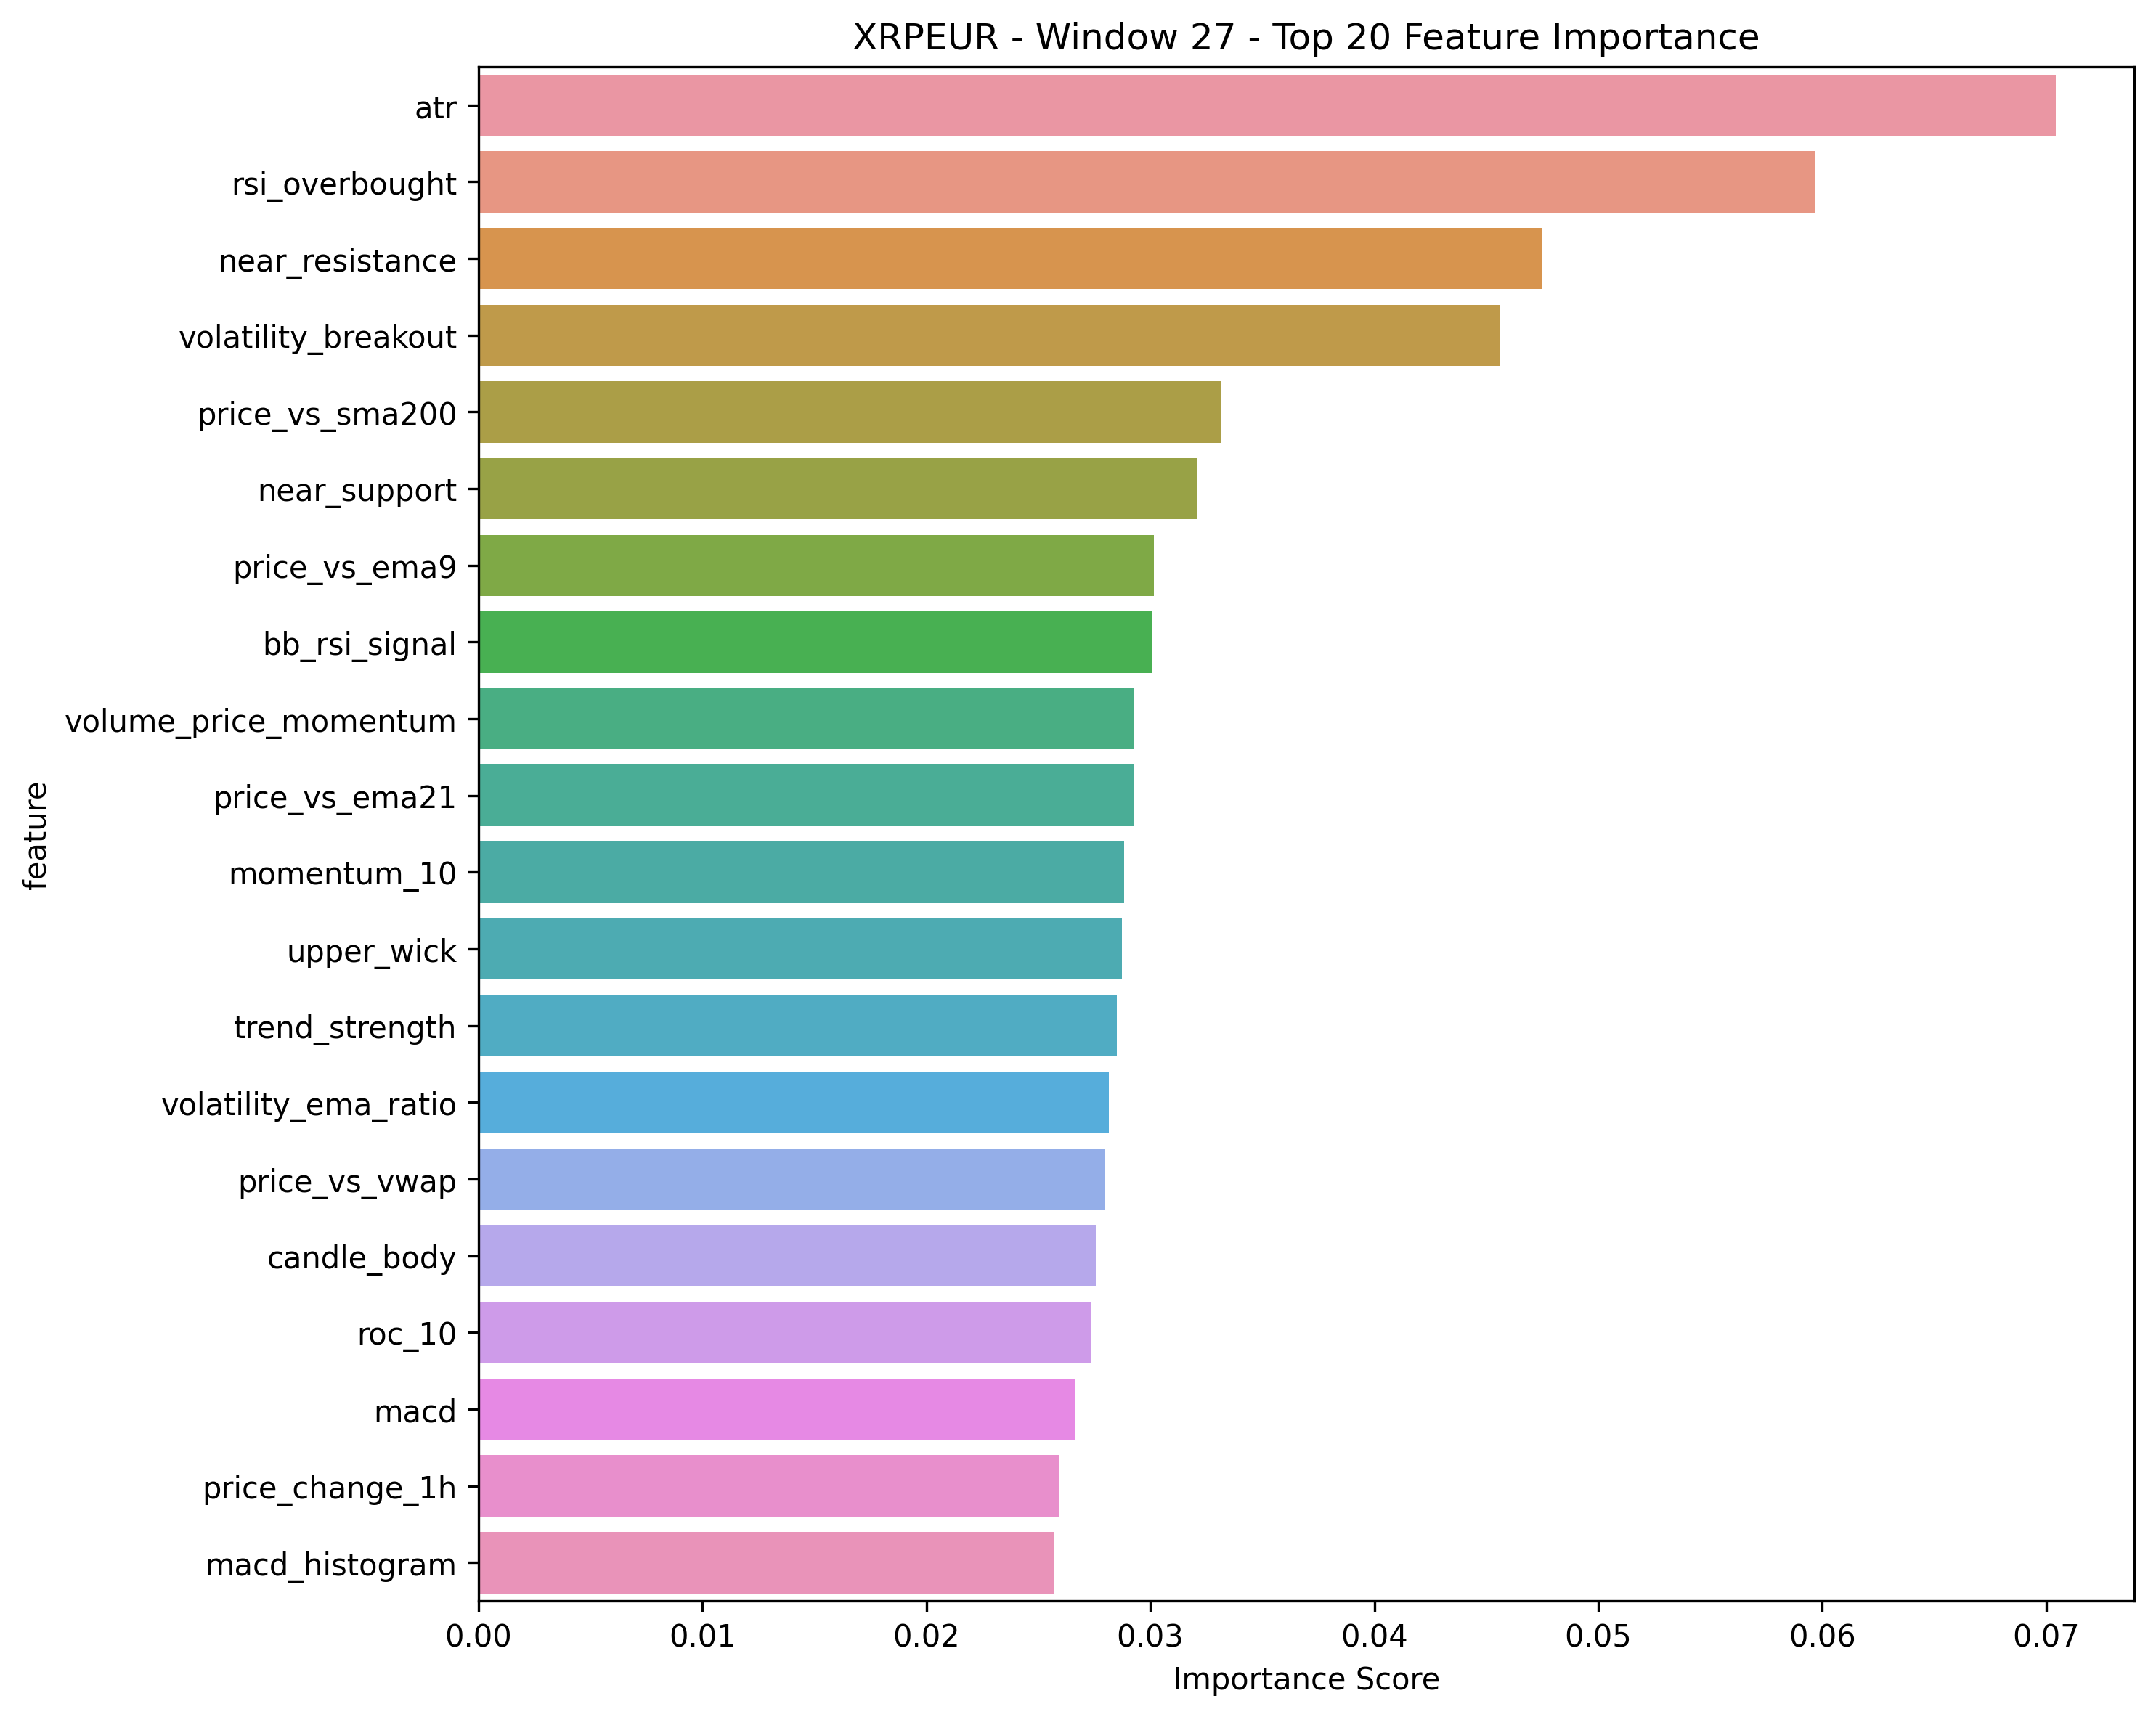 XRPEUR - Window 27 - Top 20 Feature Importance
feature
atr
rsi_overbought
near_resistance
volatility_breakout
price_vs_sma200
near_support
price_vs_ema9
bb_rsi_signal
volume_price_momentum
price_vs_ema21
momentum_10
upper_wick
trend_strength
volatility_ema_ratio
price_vs_vwap
candle_body
roc_10
macd
price_change_1h
macd_histogram
0.00 0.01 0.02 0.03 0.04 0.05 0.06 0.07
Importance Score